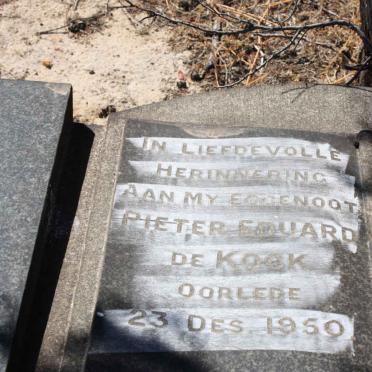 IN LIEFDEVOLLE
HERINNERING
AAN MY EGGENOOT
PIETER EDUARD
DE KOCK
OORLEDE
23 DES 1950